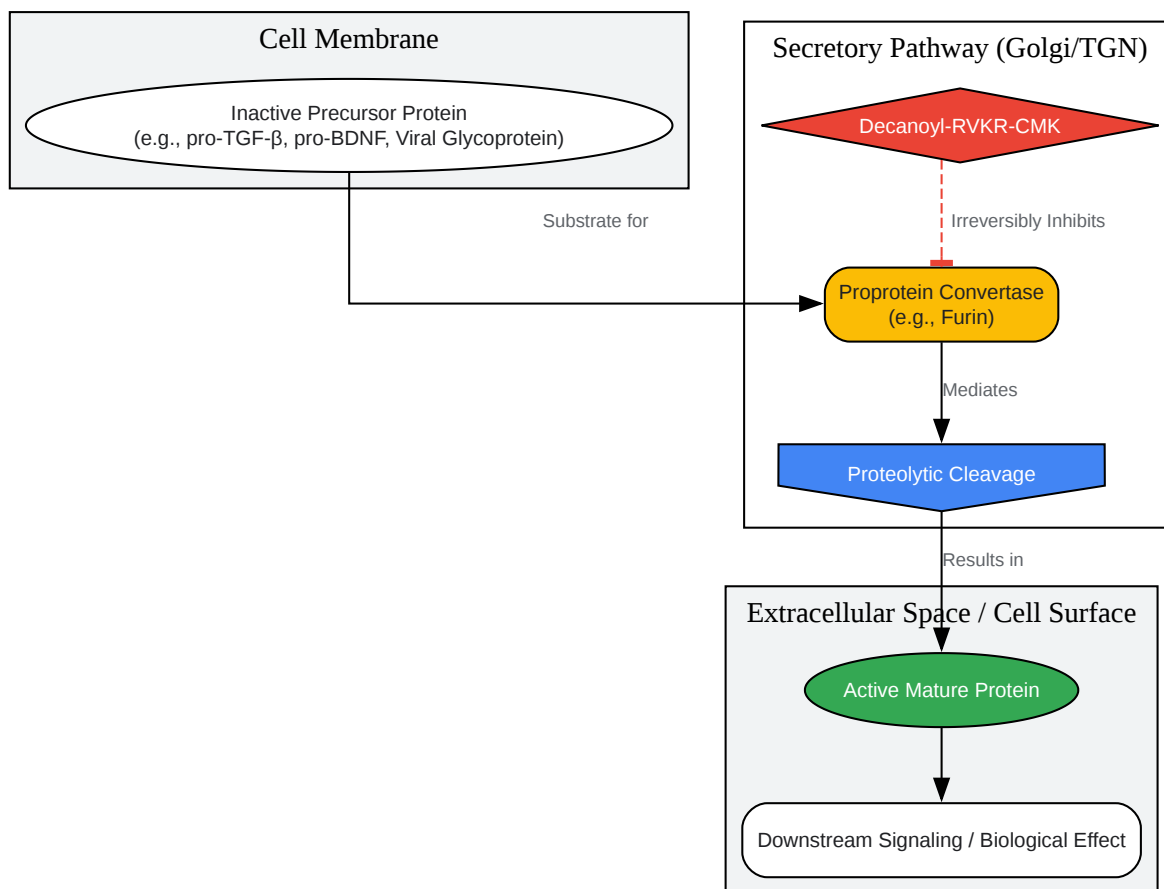 Cell Membrane
Inactive Precursor Protein
(e.g., pro-TGF-β, pro-BDNF, Viral Glycoprotein)
Substrate for
Secretory Pathway (Golgi/TGN)
Decanoyl-RVKR-CMK
Irreversibly Inhibits
Proprotein Convertase
(e.g., Furin)
Mediates
Proteolytic Cleavage
Results in
Extracellular Space / Cell Surface
Active Mature Protein
Downstream Signaling / Biological Effect